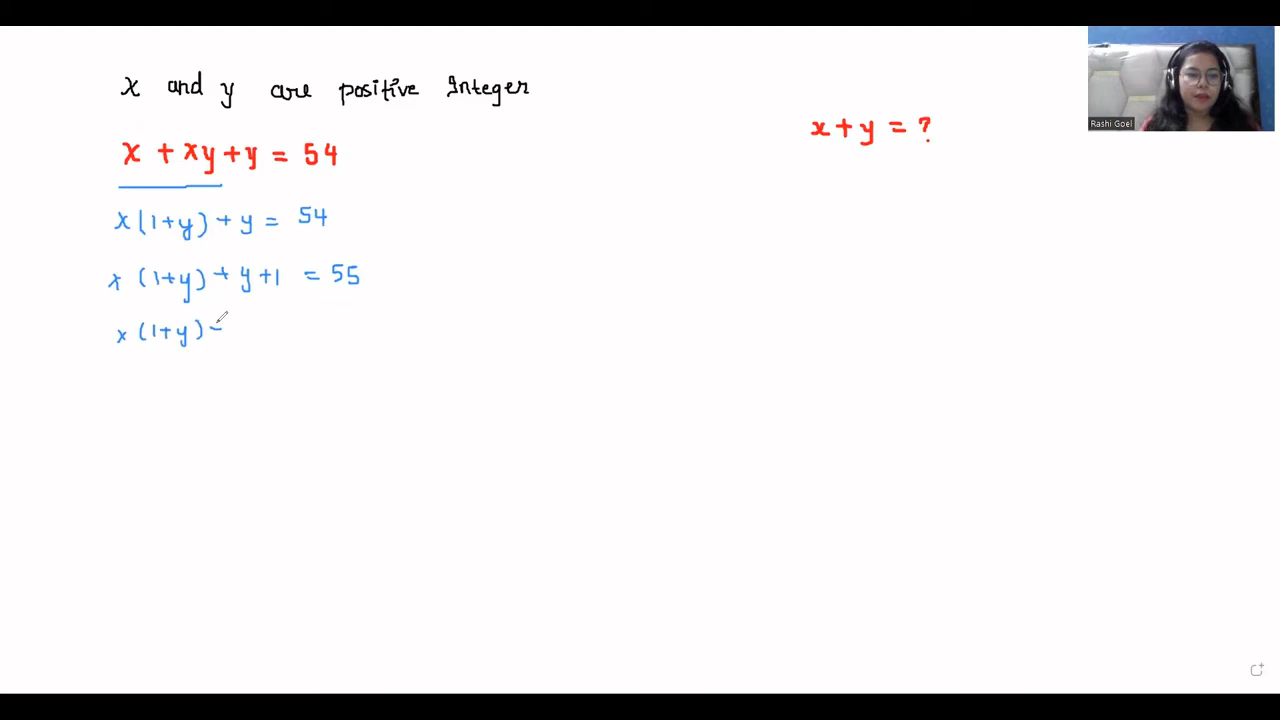 x and y are positive Integer
x + y = ?
x + xy + y = 54
x (1+y) + y = 54
x (1+y) + y +1 = 55
x (1+y) -
Rashi Goel